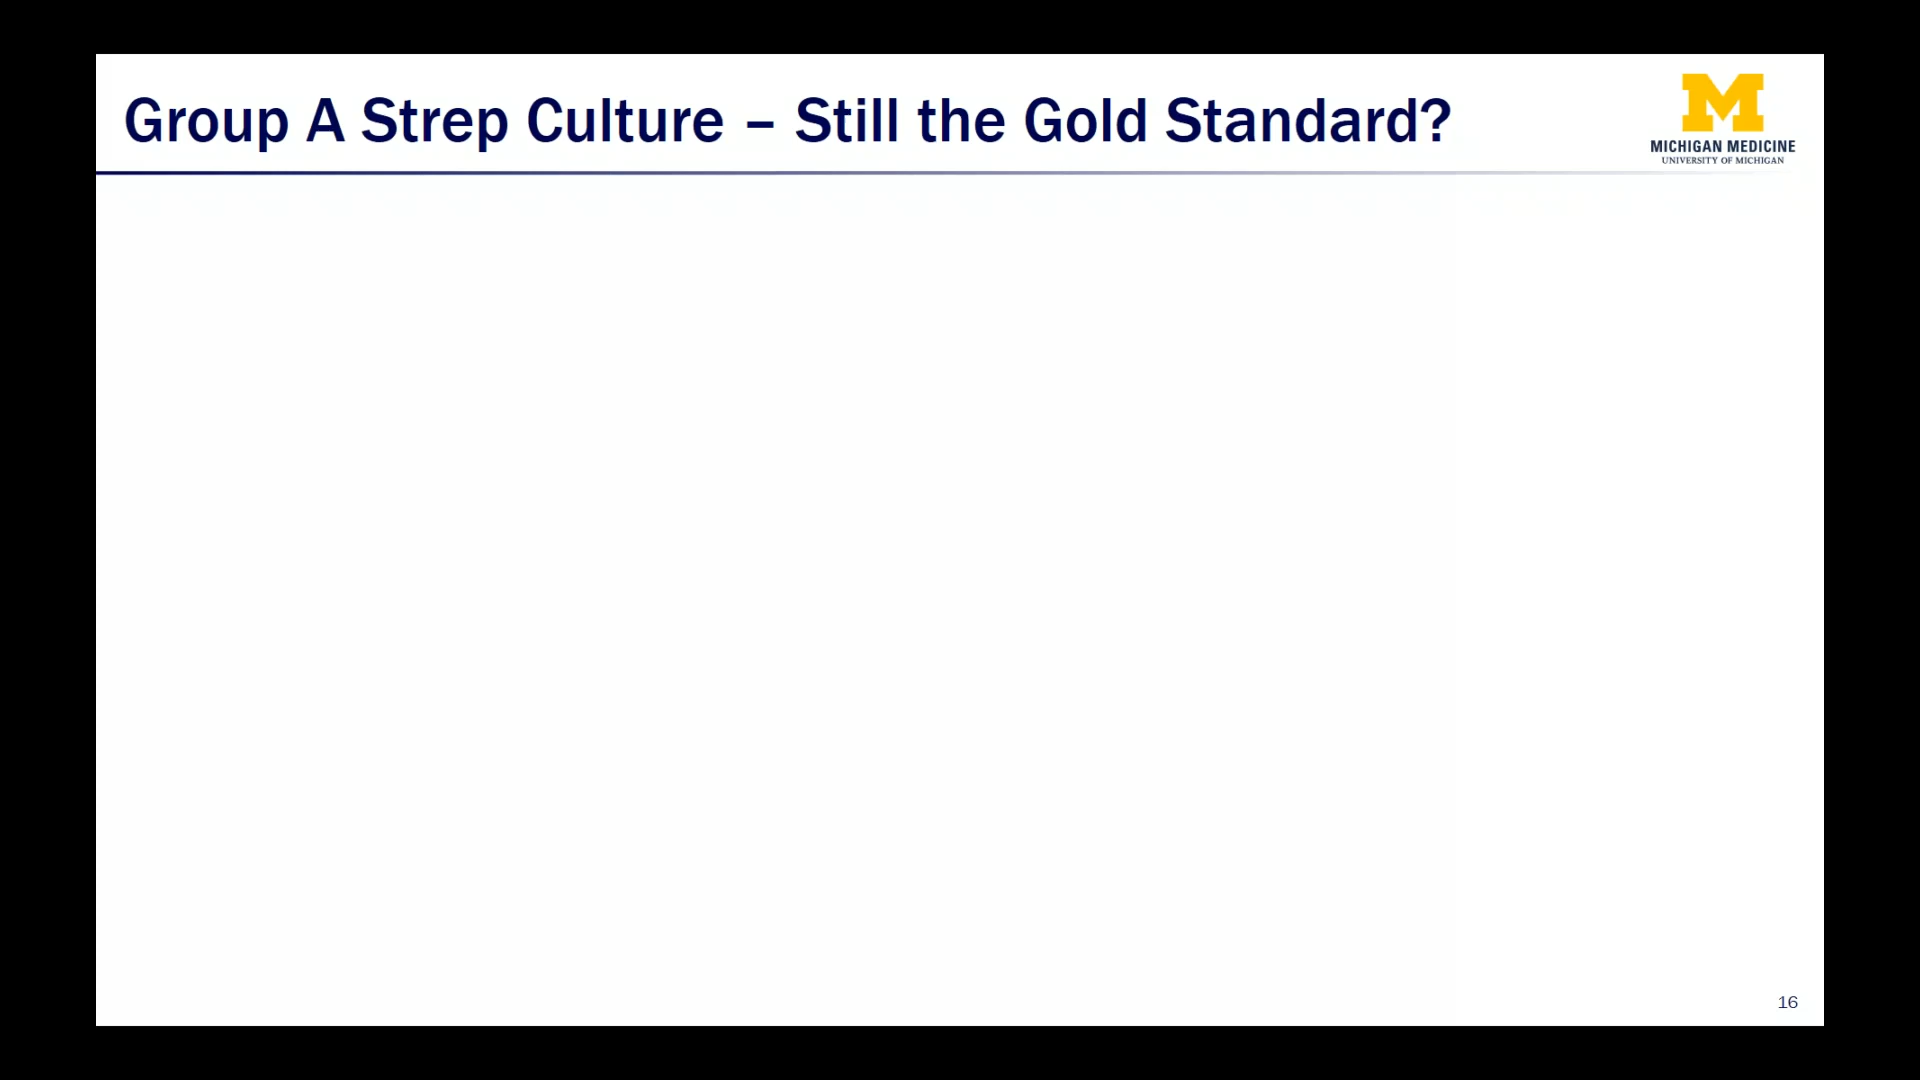 Group A Strep Culture – Still the Gold Standard?
M
MICHIGAN MEDICINE
UNIVERSITY OF MICHIGAN
16